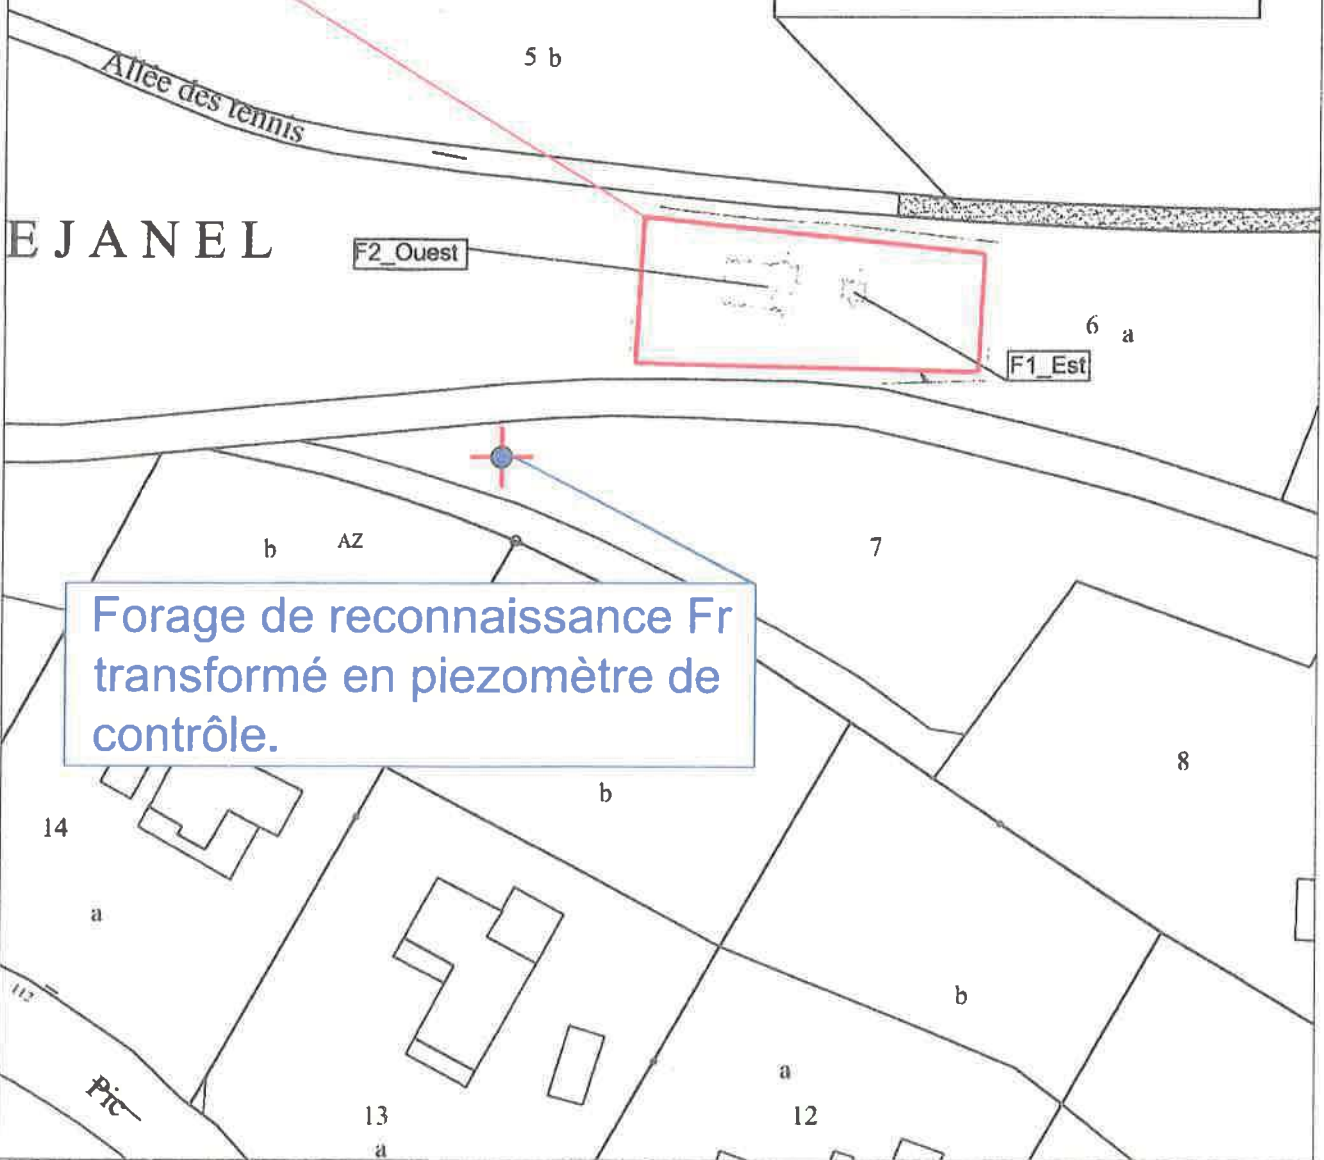 5 b
Allée des tennis
EJANEL
F2_Ouest
6 a
F1_Est
b
AZ
7
Forage de reconnaissance Fr
transformé en piezomètre de
contrôle.
8
b
14
a
b
112
a
Pic
13
12
a